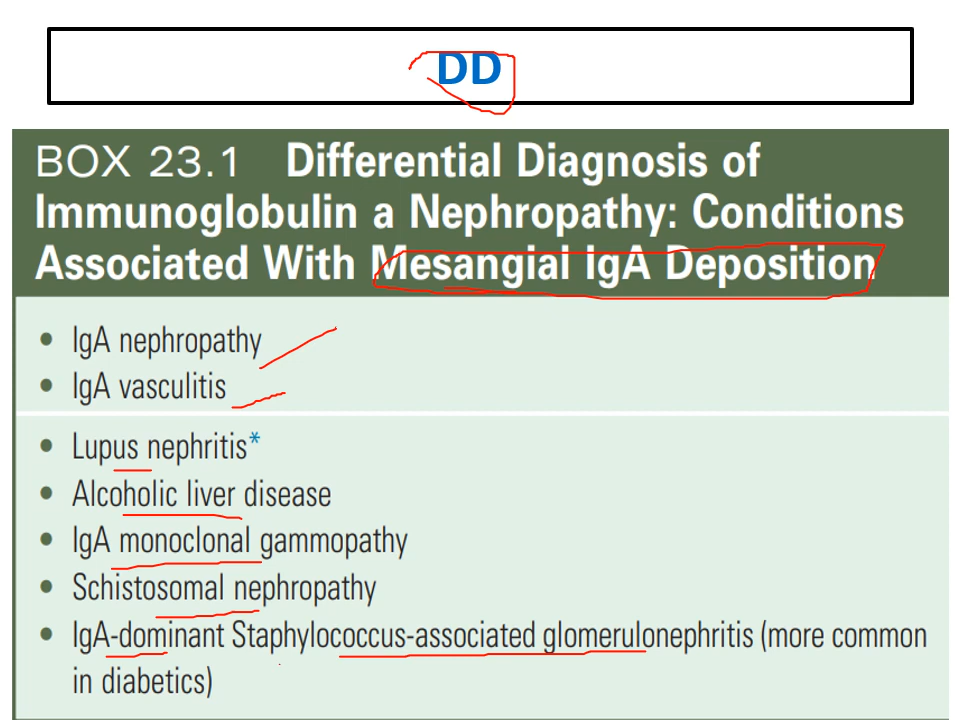 DD
BOX 23.1 Differential Diagnosis of
Immunoglobulin a Nephropathy: Conditions
Associated With Mesangial IgA Deposition
• IgA nephropathy
• IgA vasculitis
• Lupus nephritis*
• Alcoholic liver disease
• IgA monoclonal gammopathy
• Schistosomal nephropathy
• IgA-dominant Staphylococcus-associated glomerulonephritis (more common
in diabetics)